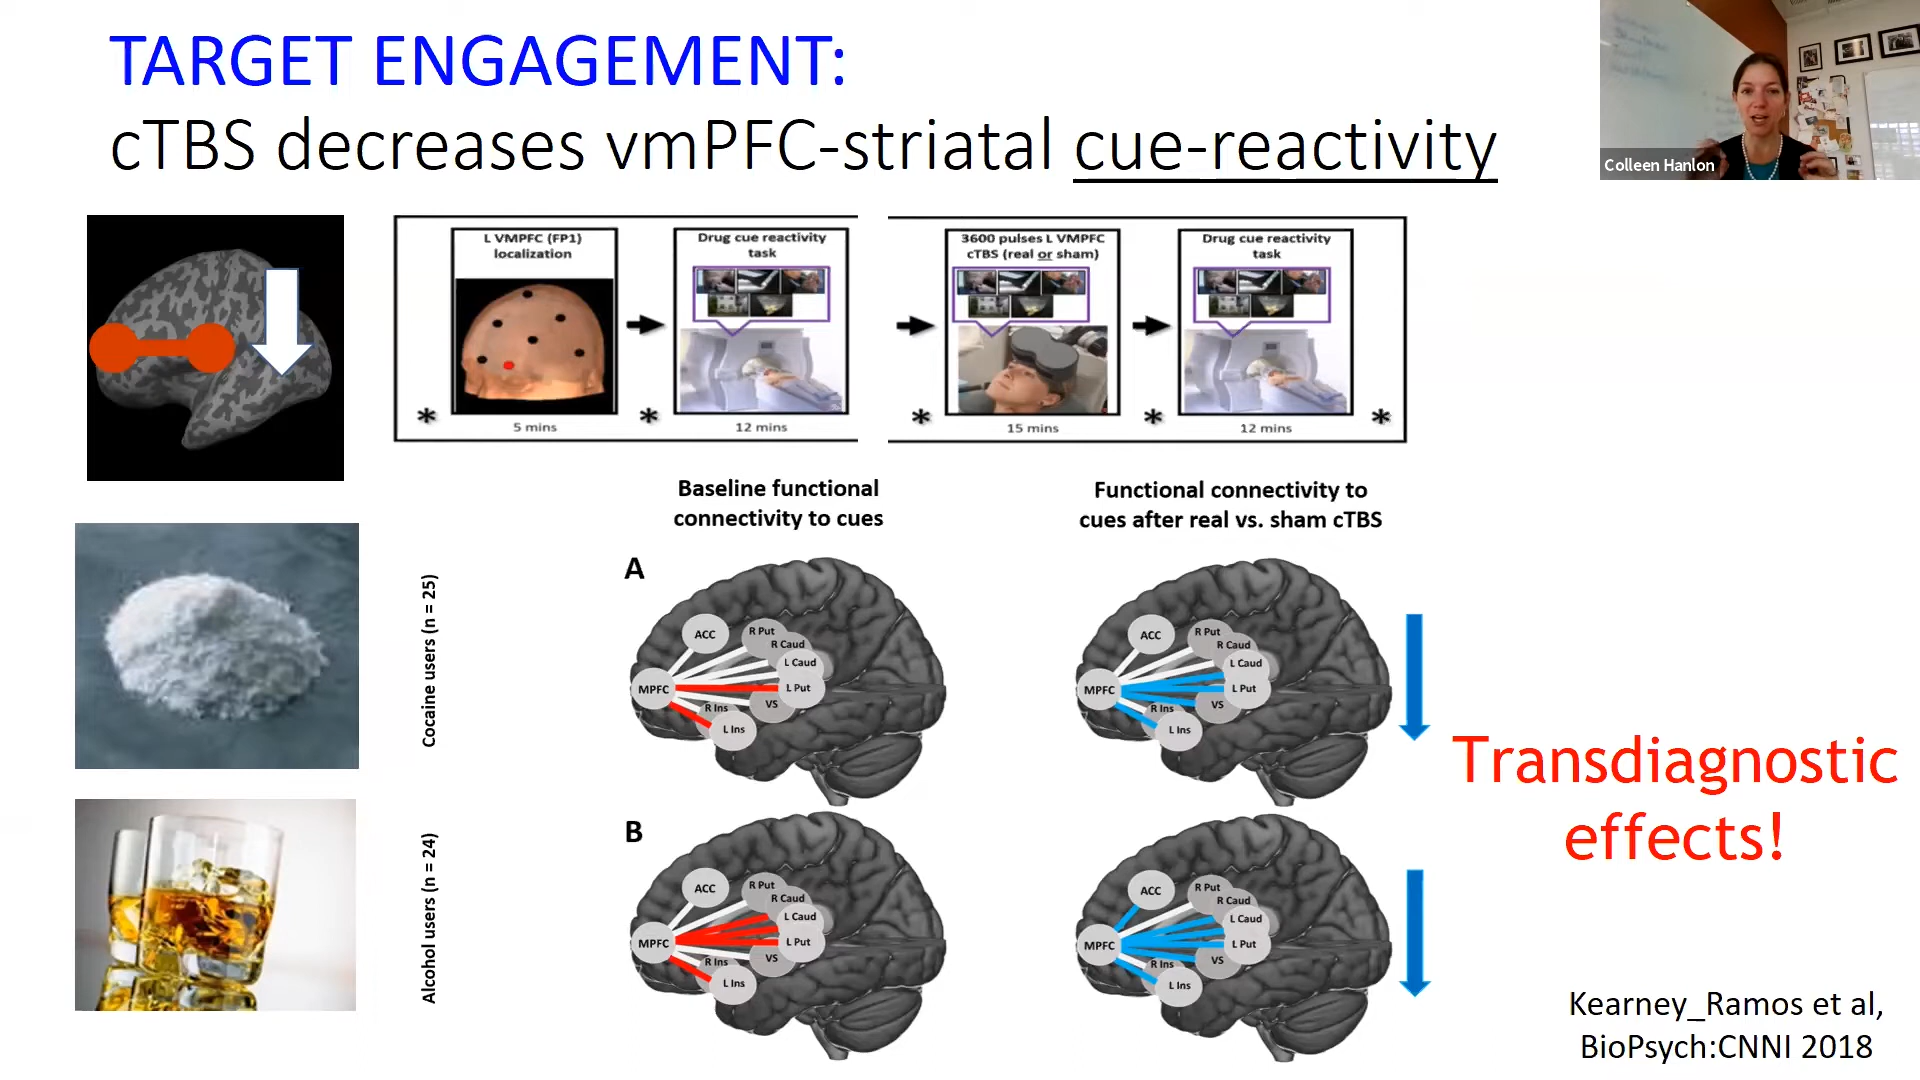 TARGET ENGAGEMENT:
cTBS decreases vmPFC-striatal cue-reactivity
Colleen Hanlon
L VMPFC (FP1)
localization
5 mins
Drug cue reactivity
task
12 mins
3600 pulses L VMPFC
cTBS (real or sham)
15 mins
Drug cue reactivity
task
12 mins
*
*
*
*
*
Baseline functional
connectivity to cues
Functional connectivity to
cues after real vs. sham cTBS
Cocaine users (n = 25)
A
ACC
R Put
R Caud
L Caud
MPFC
L Put
VS
R Ins
L Ins
ACC
R Put
R Caud
L Caud
MPFC
L Put
VS
R Ins
L Ins
Transdiagnostic
effects!
Alcohol users (n = 24)
B
ACC
R Put
R Caud
L Caud
MPFC
L Put
VS
R Ins
L Ins
ACC
R Put
R Caud
L Caud
MPFC
L Put
VS
R Ins
L Ins
Kearney_Ramos et al,
BioPsych:CNNI 2018